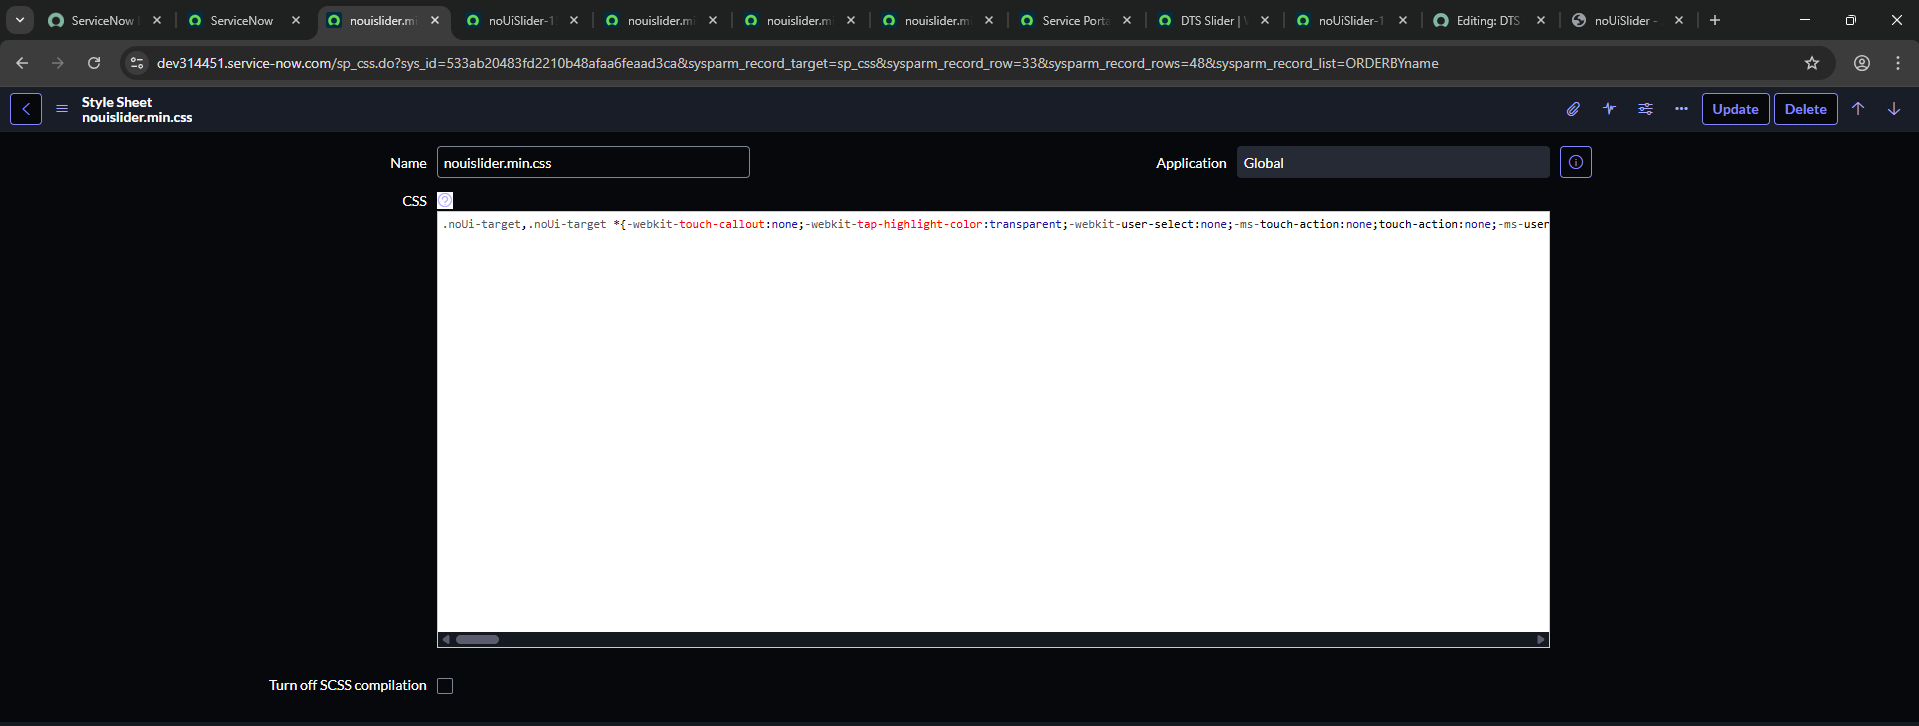 ServiceNow
ServiceNow
nouislider.mi
noUiSlider-1
nouislider.mi
nouislider.mi
nouislider.mi
Service Porta
DTS Slider |
noUiSlider-1
Editing: DTS
noUiSlider -
dev314451.service-now.com/sp_css.do?sys_id=533ab20483fd2210b48afaa6feaad3ca&sysparm_record_target=sp_css&sysparm_record_row=33&sysparm_record_rows=48&sysparm_record_list=ORDERBYname
Style Sheet
nouislider.min.css
Update
Delete
Name
nouislider.min.css
Application
Global
CSS
.noUi-target,.noUi-target *{-webkit-touch-callout:none;-webkit-tap-highlight-color:transparent;-webkit-user-select:none;-ms-touch-action:none;touch-action:none;-ms-user
Turn off SCSS compilation